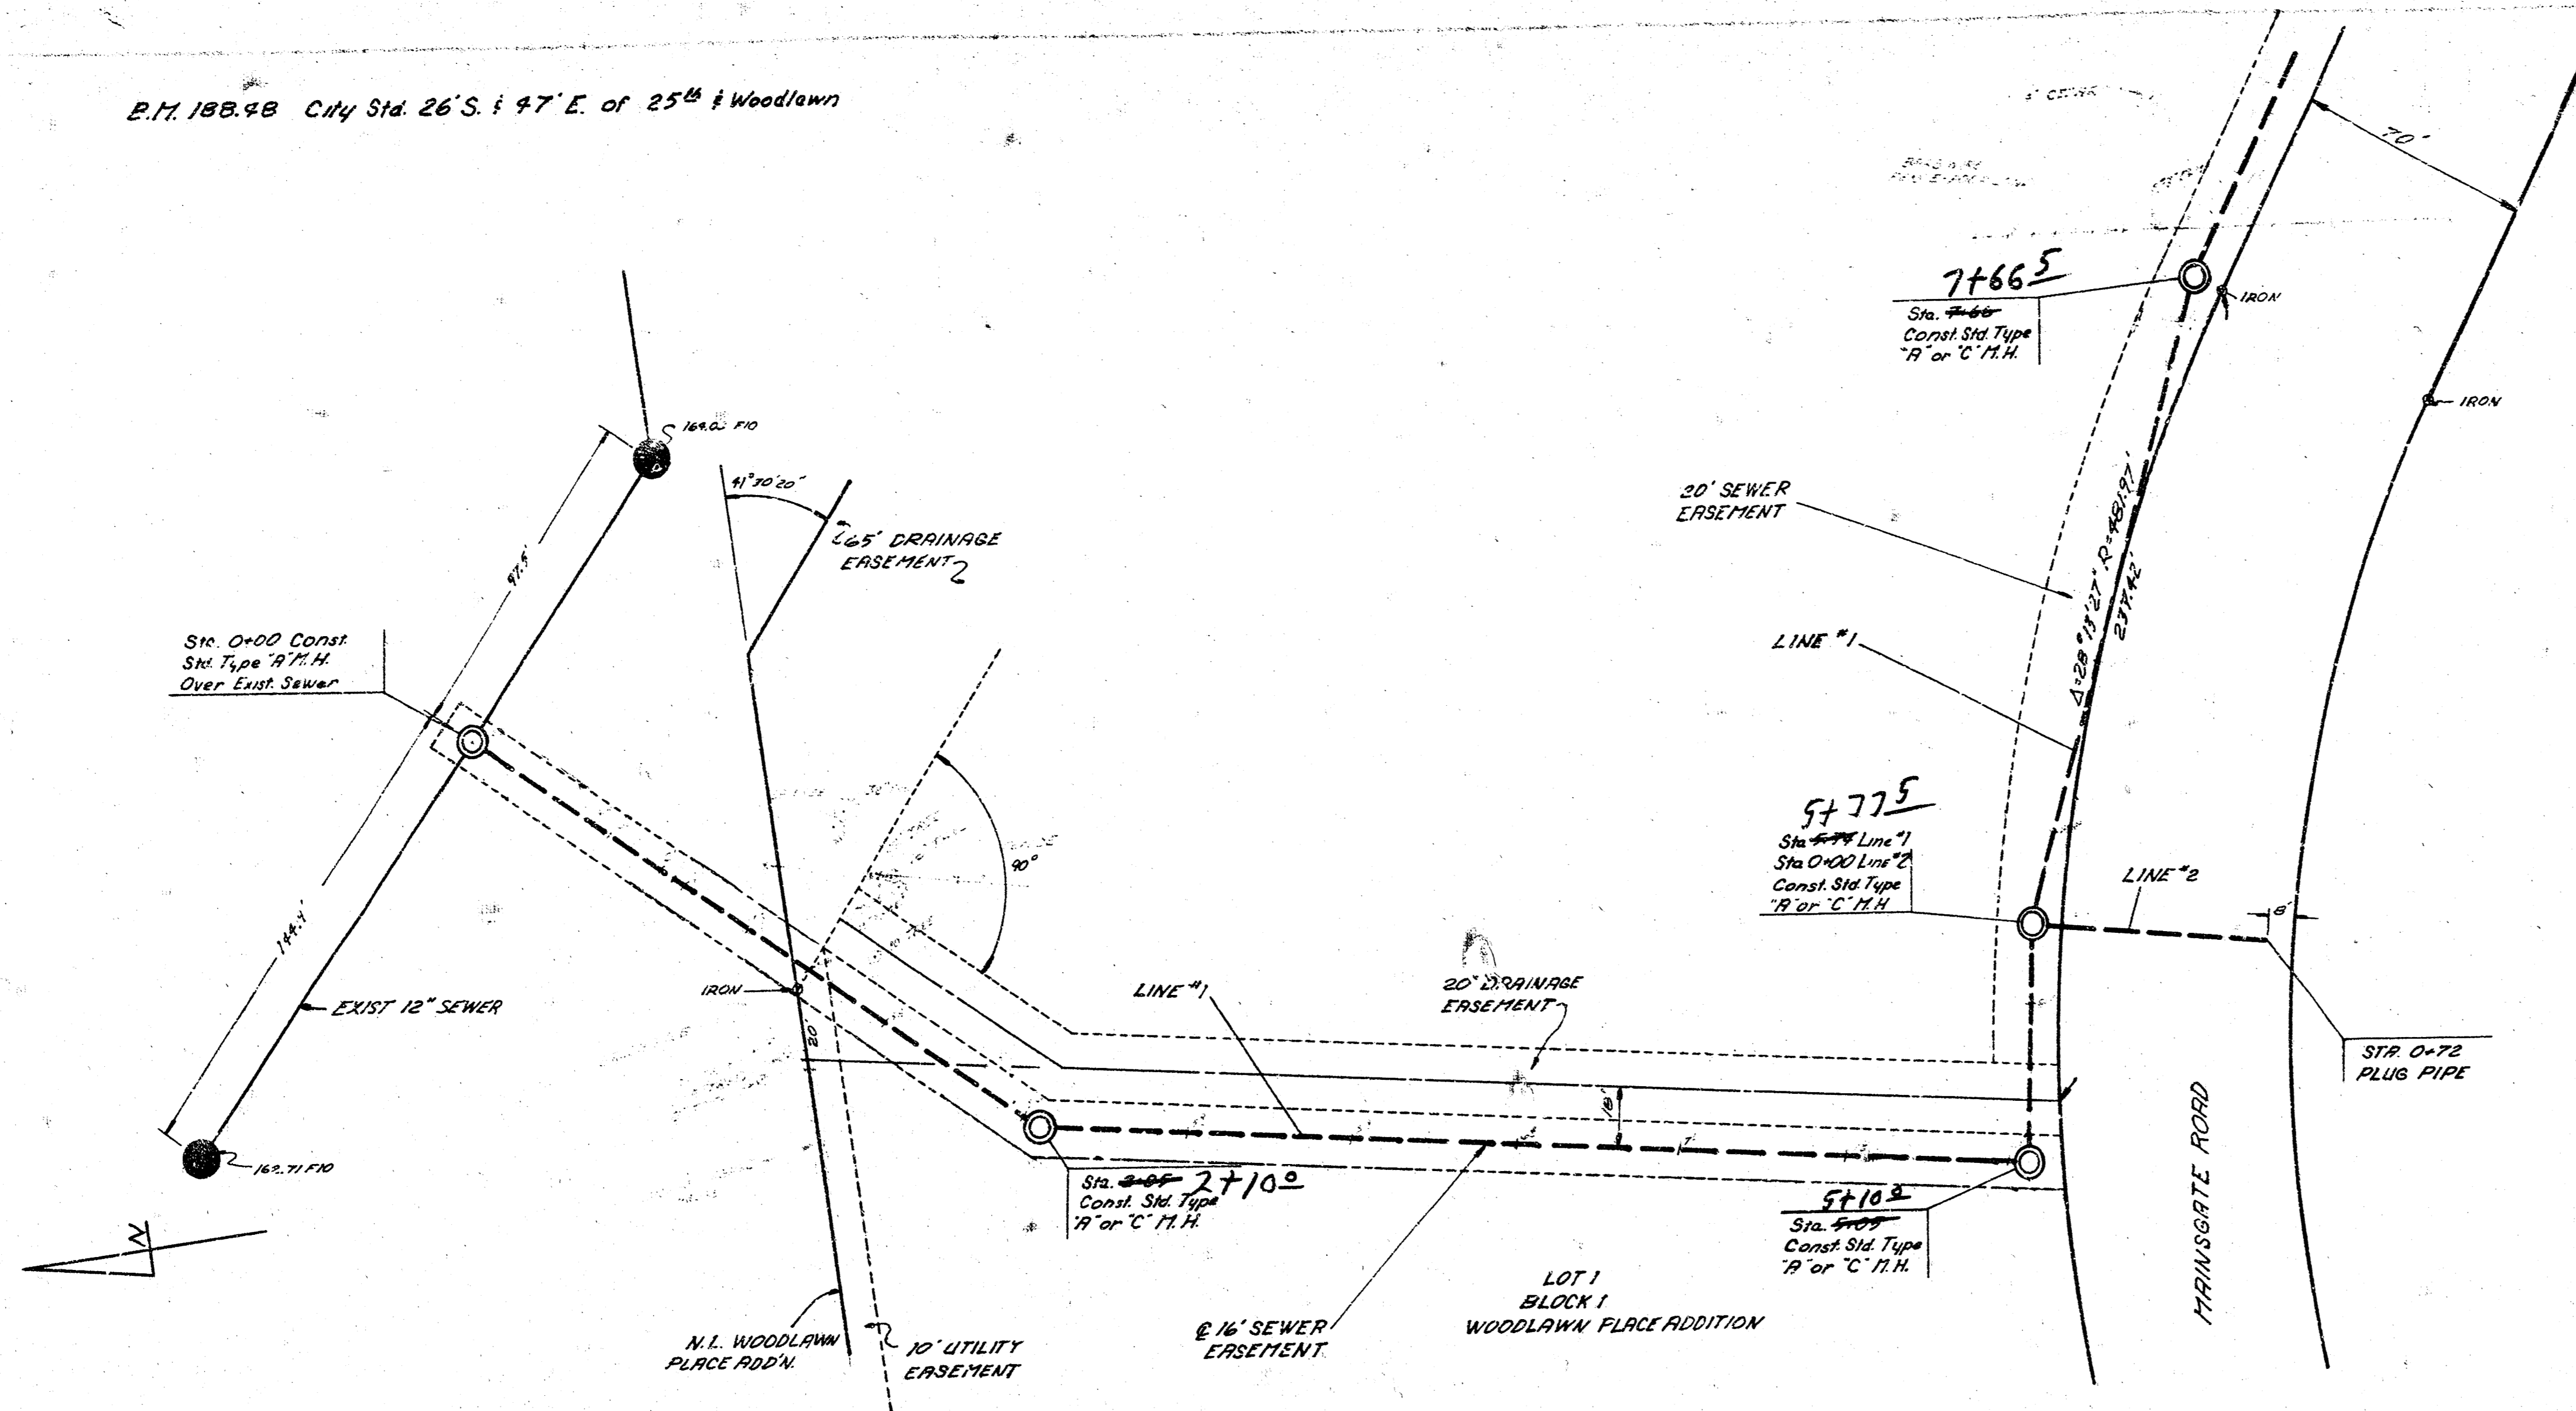 B.M. 188.48 City Std. 26' S. & 47' E. of 25th & Woodlawn
70'
7+66 5
Sta. 7+66
Const. Std. Type
"A" or "C" M.H.
IRON
IRON
F10
41°30'20"
℄ 65' DRAINAGE
EASEMENT
97.5'
20' SEWER
EASEMENT
Δ=28°13'27" R=481.97'
237.42'
LINE #1
Sta. 0+00 Const.
Std. Type "A" M.H.
Over Exist. Sewer
90°
5+77 5
Sta 5+74 Line #1
Sta 0+00 Line #2
Const. Std. Type
"A" or "C" M.H.
LINE #2
8'
144.4'
EXIST 12" SEWER
IRON
20'
LINE #1
20' DRAINAGE
EASEMENT
STA. 0+72
PLUG PIPE
18'
162.71 F10
Sta. 2+05 2+10 0
Const. Std. Type
"A" or "C" M.H.
5+10 0
Sta. 5+05
Const. Std. Type
"A" or "C" M.H.
N
MAINSGATE ROAD
LOT 1
BLOCK 1
WOODLAWN PLACE ADDITION
N.L. WOODLAWN
PLACE ADD'N.
10' UTILITY
EASEMENT
℄ 16' SEWER
EASEMENT